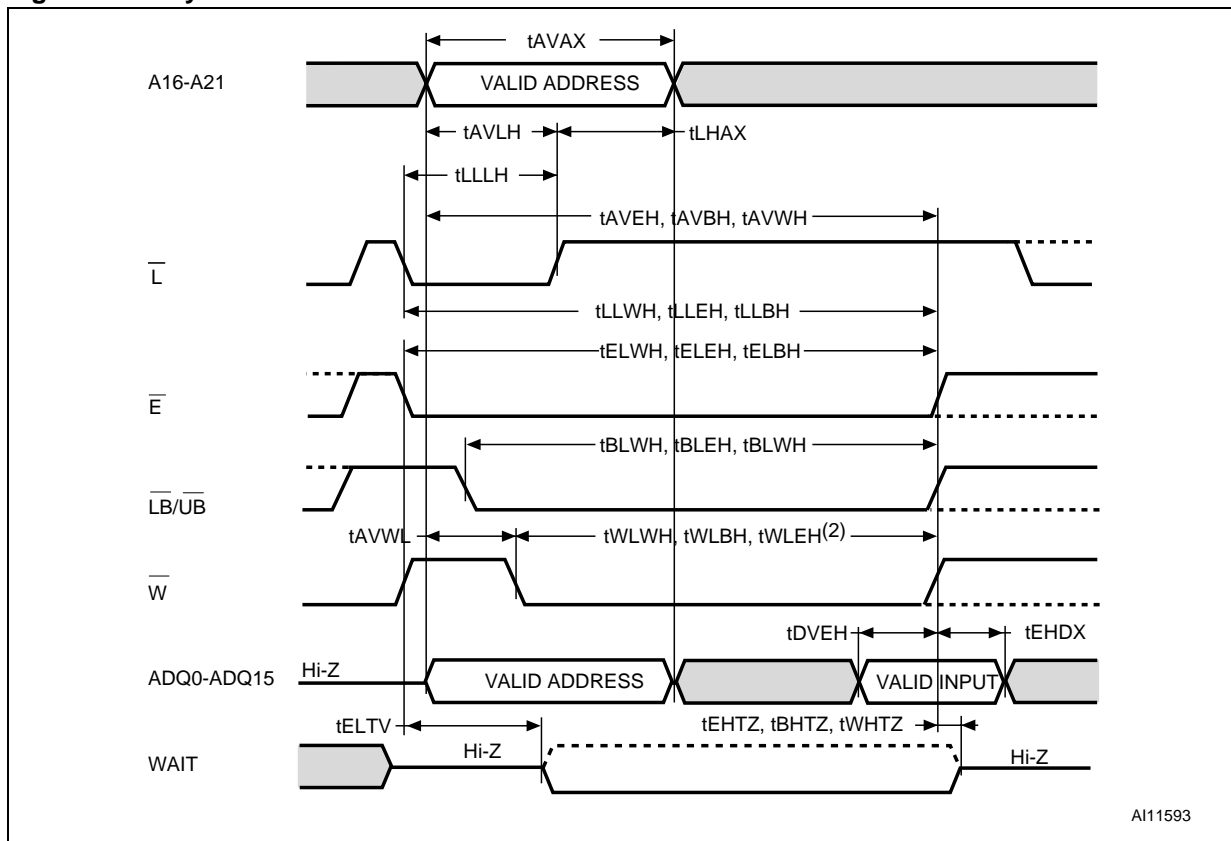 tAVAX
A16-A21
VALID ADDRESS
tAVLH
tLHAX
tLLLH
tAVEH, tAVBH, tAVWH
L
tLLWH, tLLEH, tLLBH
tELWH, tELEH, tELBH
E
tBLWH, tBLEH, tBLWH
LB/UB
tAVWL
tWLWH, tWLBH, tWLEH(2)
W
tDVEH
tEHDX
ADQ0-ADQ15
Hi-Z
VALID ADDRESS
VALID INPUT
tELTV
tEHTZ, tBHTZ, tWHTZ
WAIT
Hi-Z
Hi-Z
AI11593